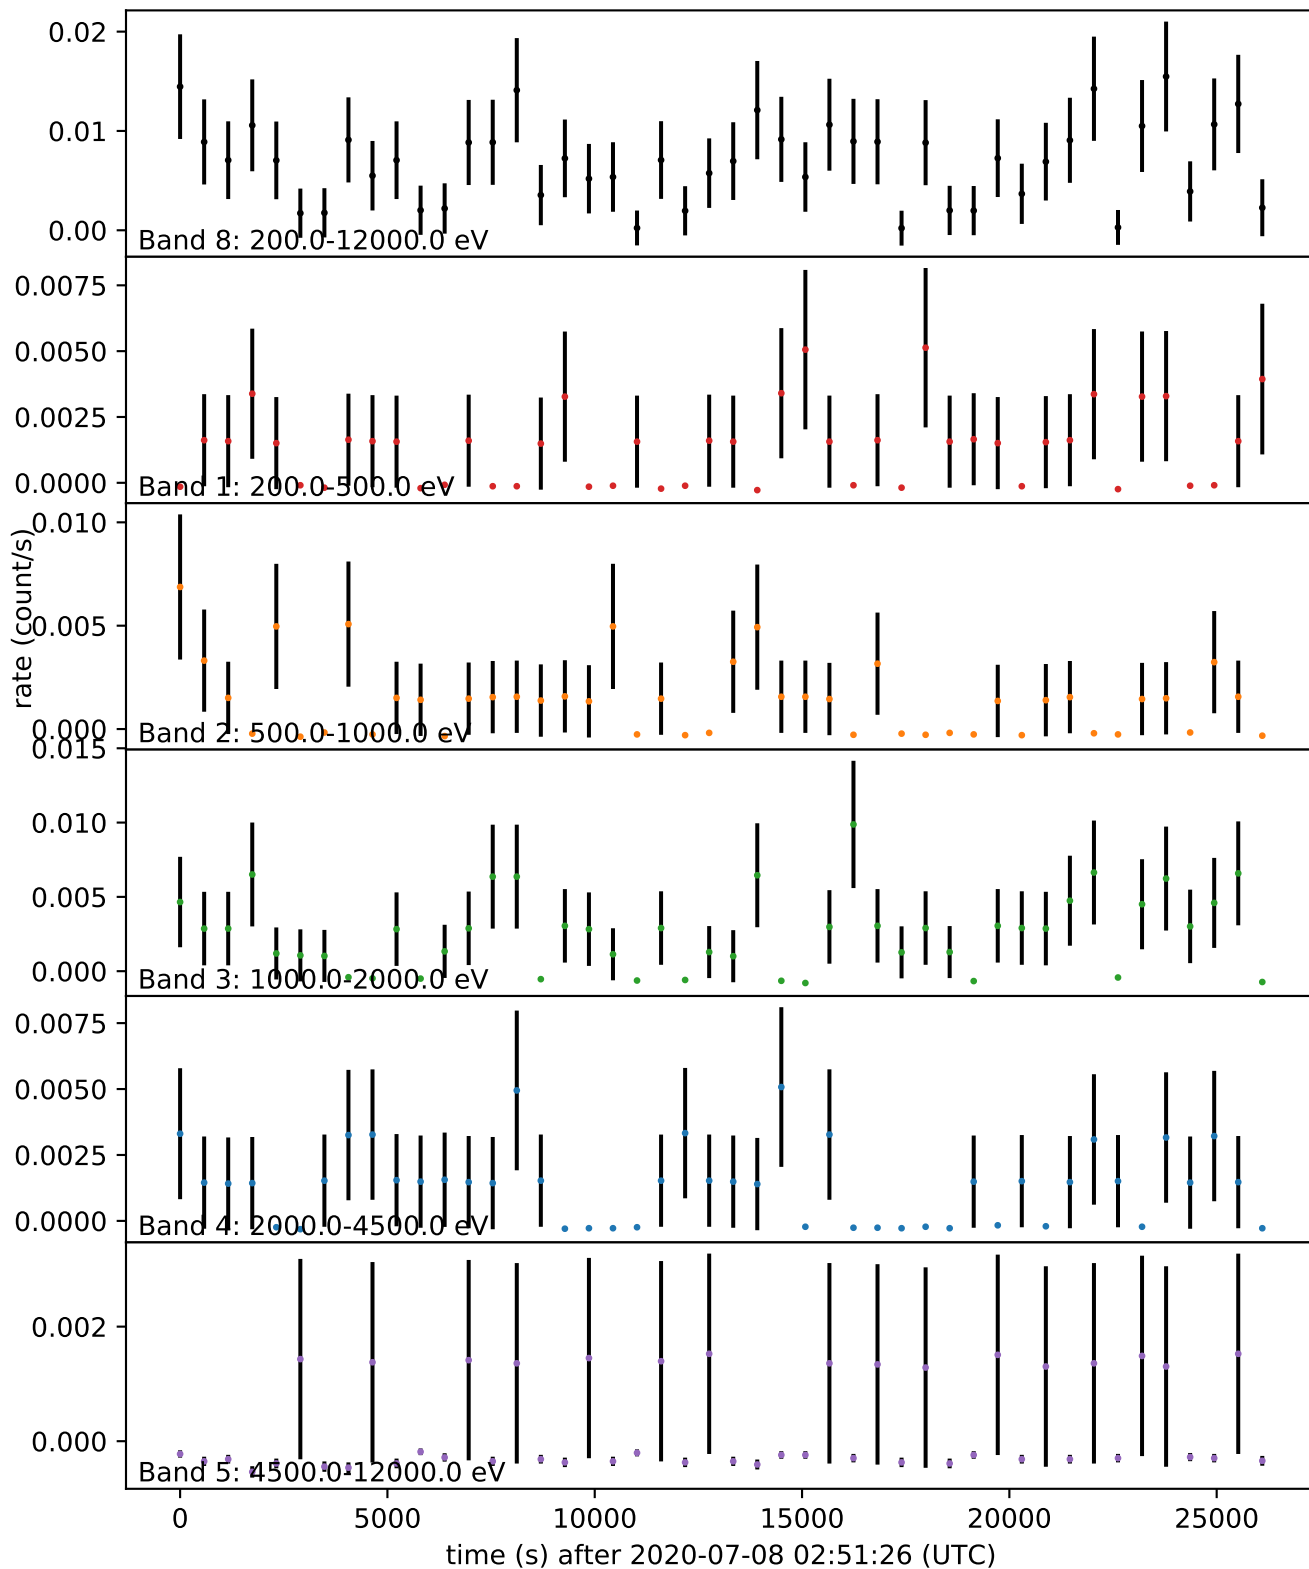 0.02
0.01
0.00
Band 8: 200.0-12000.0 eV
0.0075
0.0050
0.0025
0.0000
Band 1: 200.0-500.0 eV
rate (count/s)
0.010
0.005
0.000
Band 2: 500.0-1000.0 eV
0.015
0.010
0.005
0.000
Band 3: 1000.0-2000.0 eV
0.0075
0.0050
0.0025
0.0000
Band 4: 2000.0-4500.0 eV
0.002
0.000
Band 5: 4500.0-12000.0 eV
0 5000 10000 15000 20000 25000
time (s) after 2020-07-08 02:51:26 (UTC)